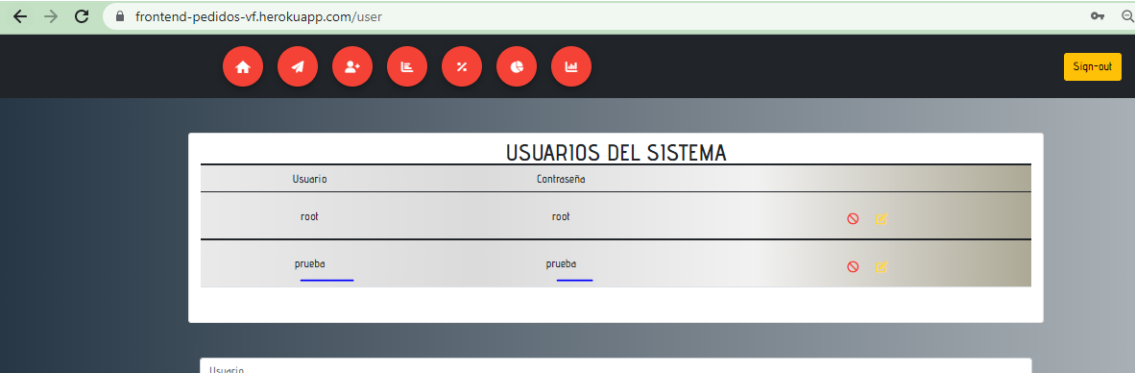 frontend-pedidos-vf.herokuapp.com/user
Sign-out
USUARIOS DEL SISTEMA
Usuario Contraseña
root root
prueba prueba
Usuario